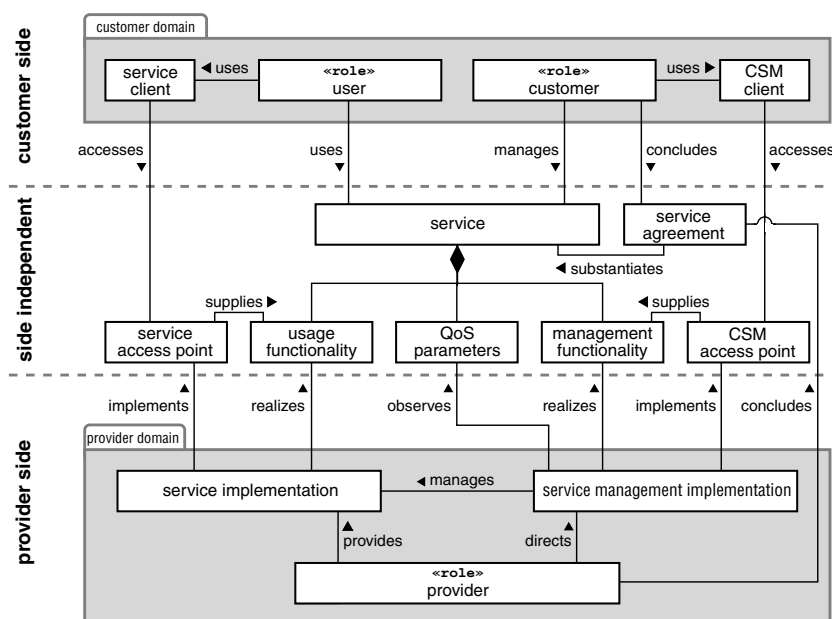 customer domain
customer side
service
client
uses
«role»
user
«role»
customer
uses
CSM
client
accesses
uses
manages
concludes
accesses
side independent
service
service
agreement
substantiates
supplies
supplies
service
access point
usage
functionality
QoS
parameters
management
functionality
CSM
access point
implements
realizes
observes
realizes
implements
concludes
provider side
provider domain
service implementation
manages
service management implementation
provides
directs
«role»
provider